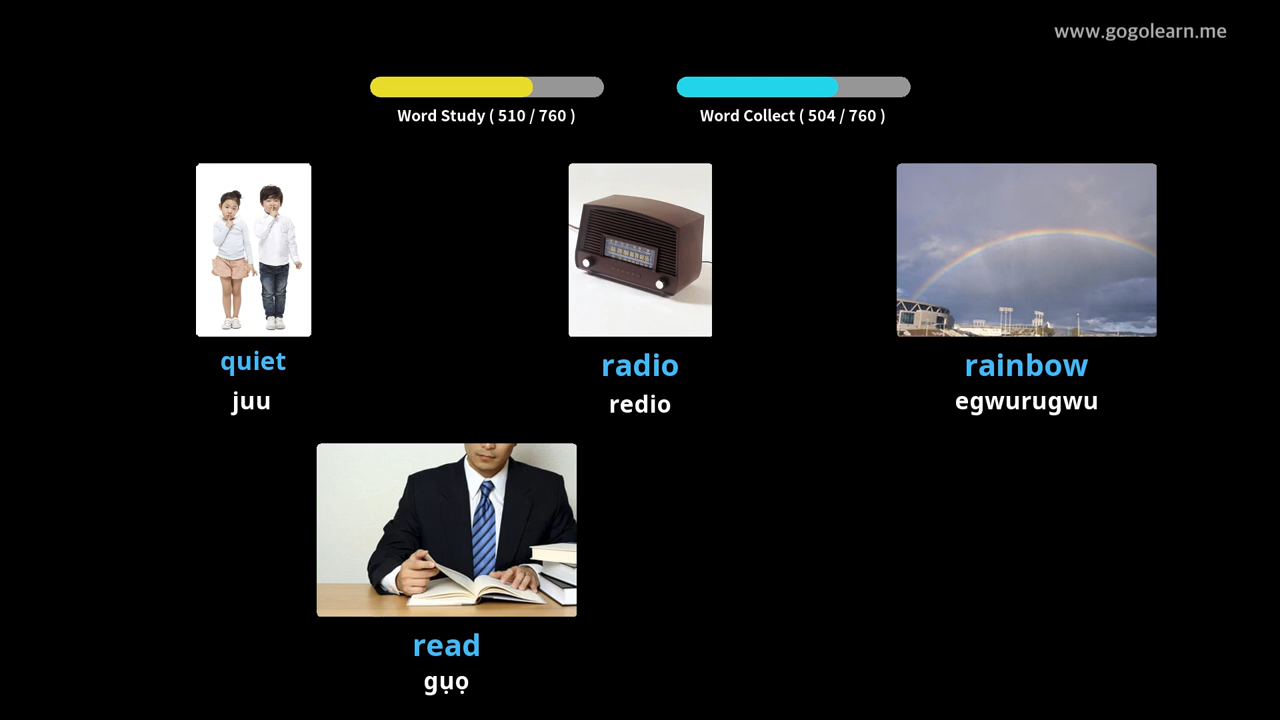 www.gogolearn.me
Word Study ( 510 / 760 )
Word Collect ( 504 / 760 )
quiet
juu
radio
redio
rainbow
egwurugwu
read
gụọ